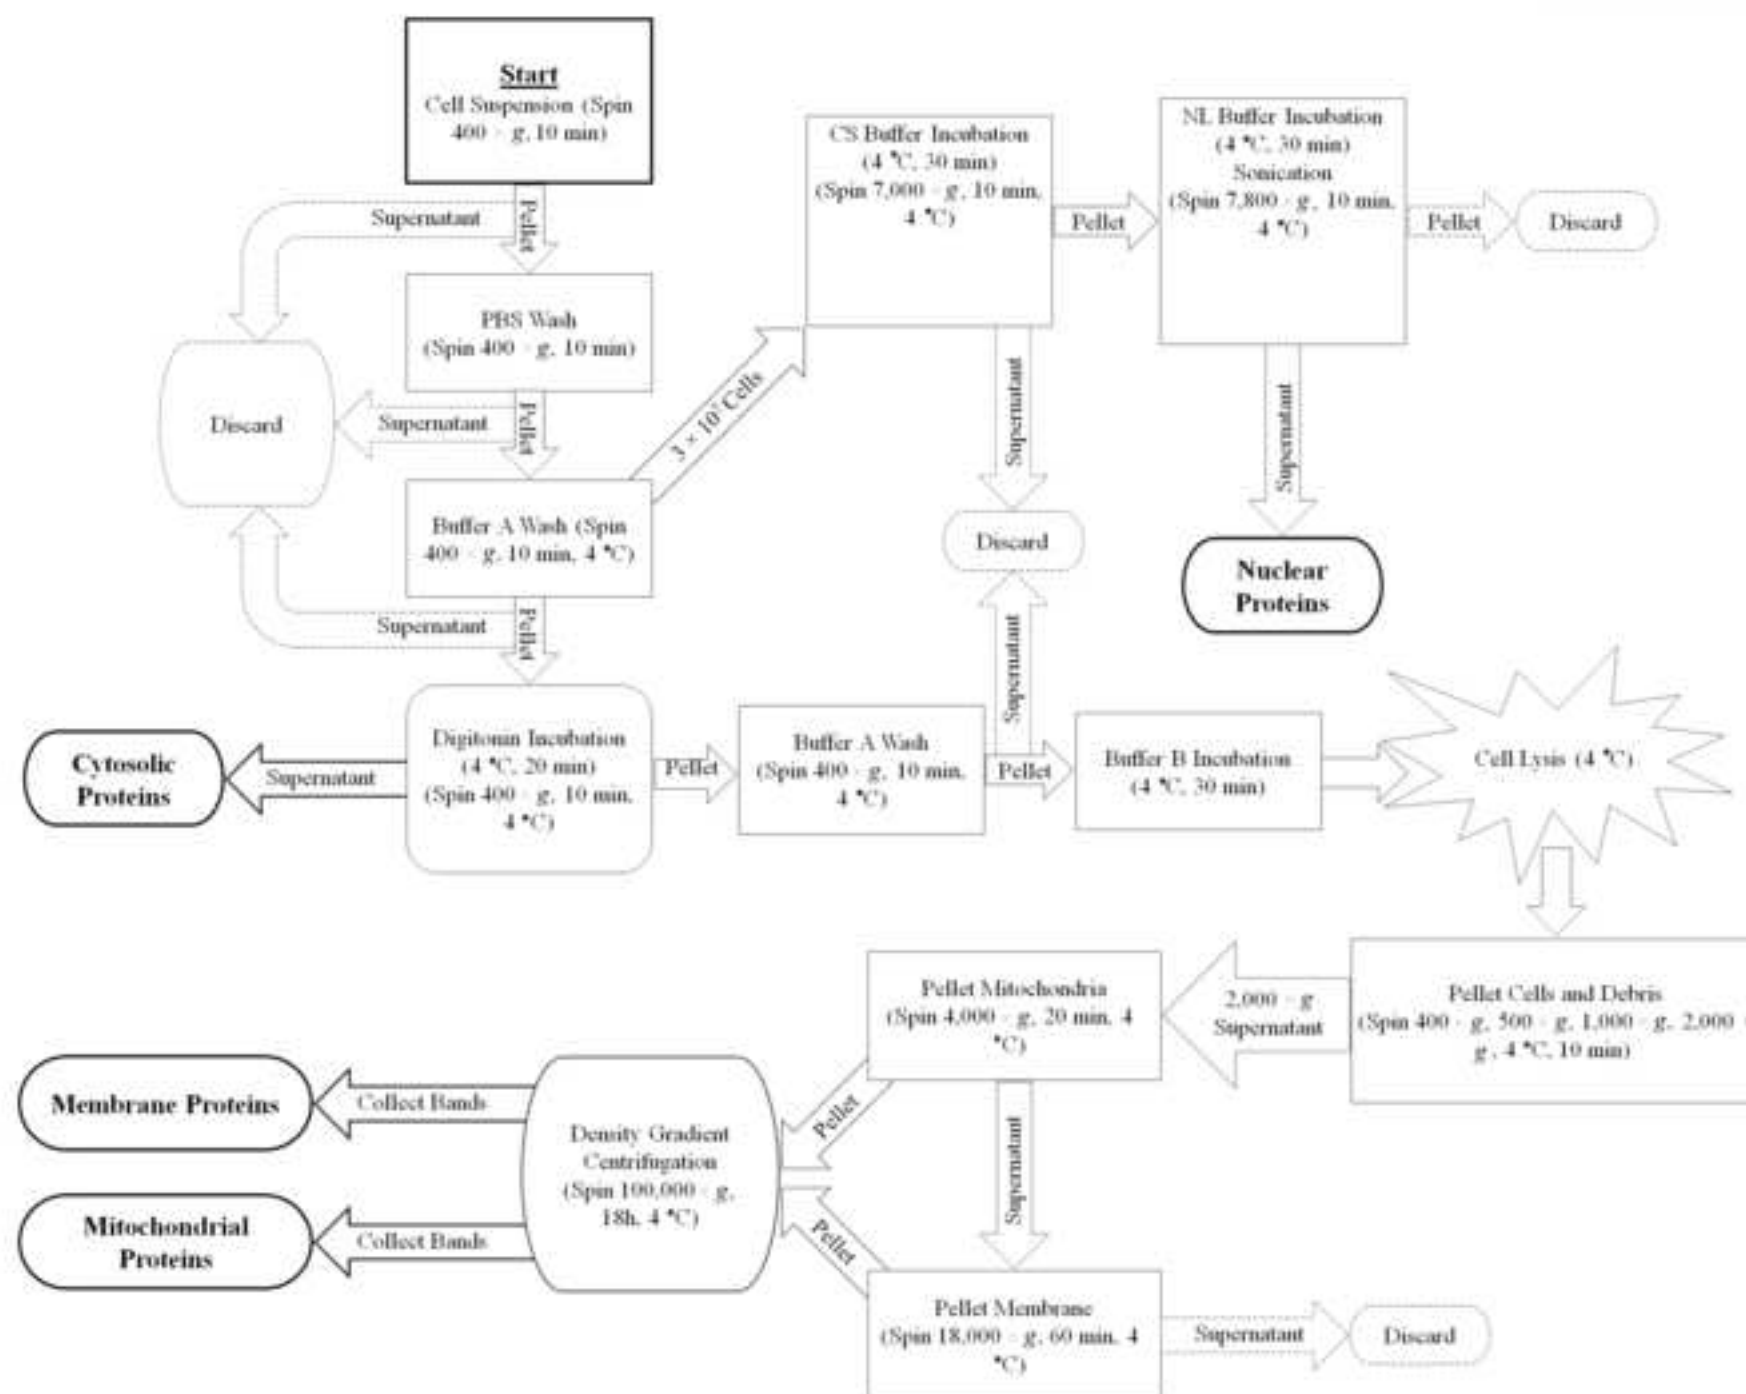 Start
Cell Suspension (Spin
400 · g, 10 min)
Supernatant
Pellet
PBS Wash
(Spin 400 · g, 10 min)
Discard
Supernatant
Pellet
Buffer A Wash (Spin
400 · g, 10 min, 4 °C)
3 × 10⁷ Cells
Supernatant
Pellet
CS Buffer Incubation
(4 °C, 30 min)
(Spin 7,000 · g, 10 min,
4 °C)
Pellet
NL Buffer Incubation
(4 °C, 30 min)
Sonication
(Spin 7,800 · g, 10 min,
4 °C)
Pellet
Discard
Supernatant
Supernatant
Discard
Nuclear
Proteins
Supernatant
Cytosolic
Proteins
Supernatant
Digitonin Incubation
(4 °C, 20 min)
(Spin 400 · g, 10 min,
4 °C)
Pellet
Buffer A Wash
(Spin 400 · g, 10 min,
4 °C)
Pellet
Buffer B Incubation
(4 °C, 30 min)
Cell Lysis (4 °C)
Pellet Cells and Debris
(Spin 400 · g, 500 · g, 1,000 · g, 2,000 ·
g, 4 °C, 10 min)
2,000 · g
Supernatant
Pellet Mitochondria
(Spin 4,000 · g, 20 min, 4
°C)
Pellet
Supernatant
Membrane Proteins
Collect Bands
Density Gradient
Centrifugation
(Spin 100,000 · g,
18h, 4 °C)
Mitochondrial
Proteins
Collect Bands
Pellet
Pellet Membrane
(Spin 18,000 · g, 60 min, 4
°C)
Supernatant
Discard